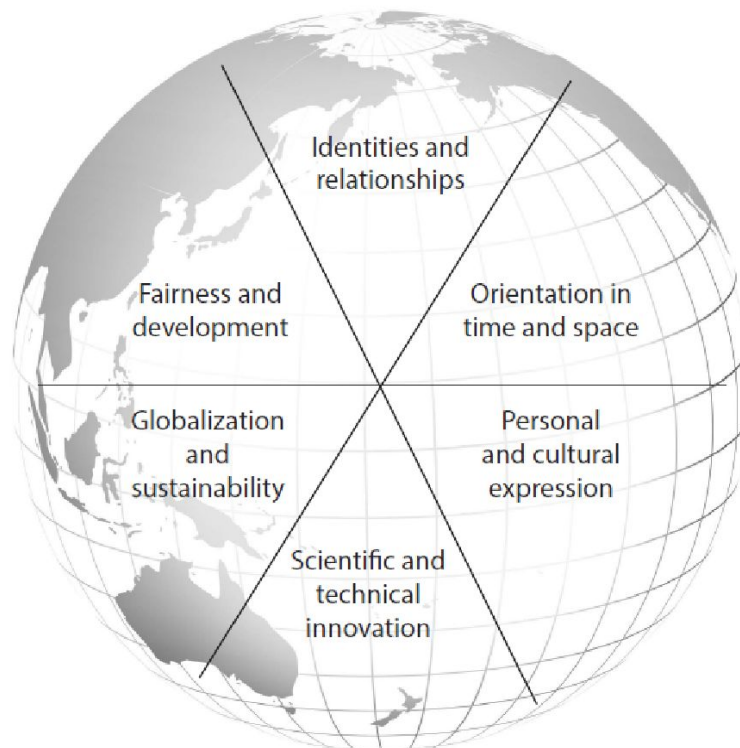 Identities and
relationships
Fairness and
development
Orientation in
time and space
Globalization
and
sustainability
Personal
and cultural
expression
Scientific and
technical
innovation